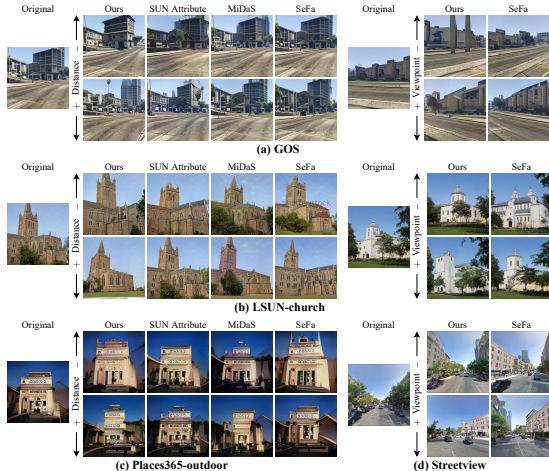 Original Ours SUN Attribute MiDaS SeFa Original Ours SeFa
+ Distance −
+ Viewpoint −
(a) GOS
Original Ours SUN Attribute MiDaS SeFa Original Ours SeFa
+ Distance −
+ Viewpoint −
(b) LSUN-church
Original Ours SUN Attribute MiDaS SeFa Original Ours SeFa
+ Distance −
+ Viewpoint −
(c) Places365-outdoor (d) Streetview